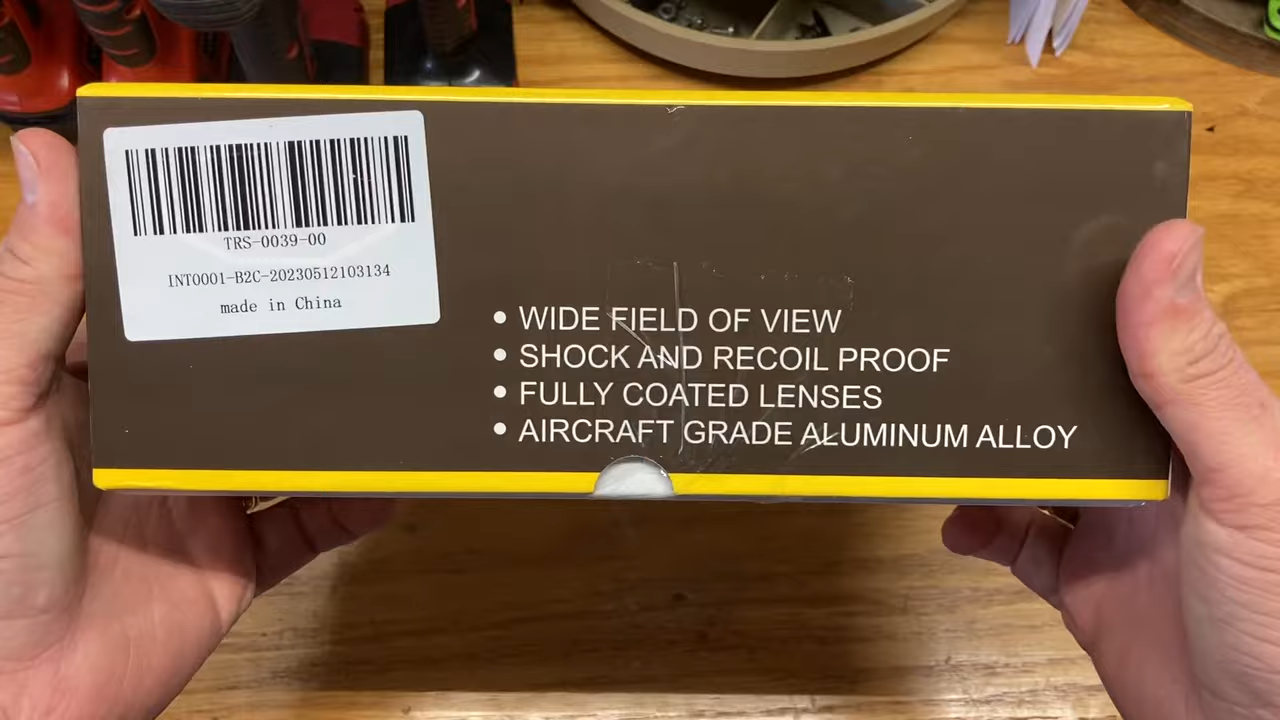 TRS-0039-00
INT0001-B2C-20230512103134
made in China
• WIDE FIELD OF VIEW
• SHOCK AND RECOIL PROOF
• FULLY COATED LENSES
• AIRCRAFT GRADE ALUMINUM ALLOY